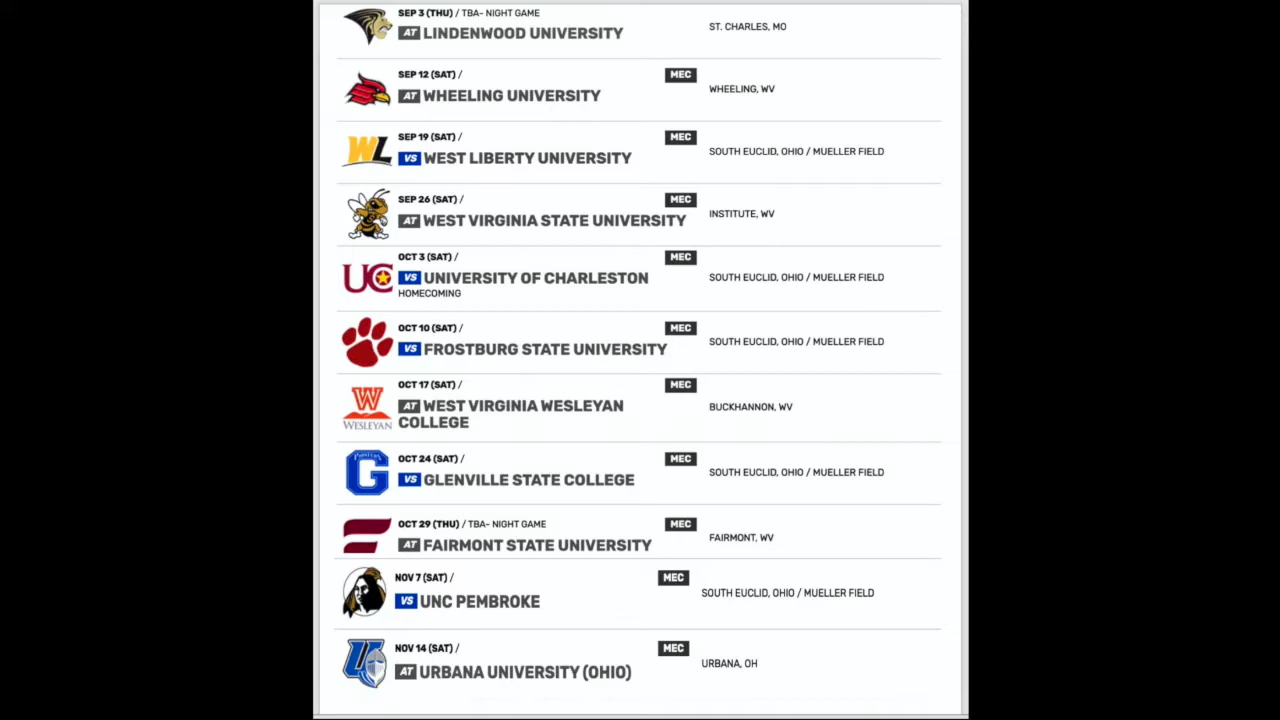 SEP 3 (THU) / TBA- NIGHT GAME
AT LINDENWOOD UNIVERSITY
ST. CHARLES, MO
SEP 12 (SAT) /
MEC
AT WHEELING UNIVERSITY
WHEELING, WV
WL
SEP 19 (SAT) /
MEC
VS WEST LIBERTY UNIVERSITY
SOUTH EUCLID, OHIO / MUELLER FIELD
SEP 26 (SAT) /
MEC
AT WEST VIRGINIA STATE UNIVERSITY
INSTITUTE, WV
UC
OCT 3 (SAT) /
MEC
VS UNIVERSITY OF CHARLESTON
HOMECOMING
SOUTH EUCLID, OHIO / MUELLER FIELD
OCT 10 (SAT) /
MEC
VS FROSTBURG STATE UNIVERSITY
SOUTH EUCLID, OHIO / MUELLER FIELD
W
WESLEYAN
OCT 17 (SAT) /
MEC
AT WEST VIRGINIA WESLEYAN
COLLEGE
BUCKHANNON, WV
G
OCT 24 (SAT) /
MEC
VS GLENVILLE STATE COLLEGE
SOUTH EUCLID, OHIO / MUELLER FIELD
OCT 29 (THU) / TBA- NIGHT GAME
MEC
AT FAIRMONT STATE UNIVERSITY
FAIRMONT, WV
NOV 7 (SAT) /
MEC
VS UNC PEMBROKE
SOUTH EUCLID, OHIO / MUELLER FIELD
U
NOV 14 (SAT) /
MEC
AT URBANA UNIVERSITY (OHIO)
URBANA, OH